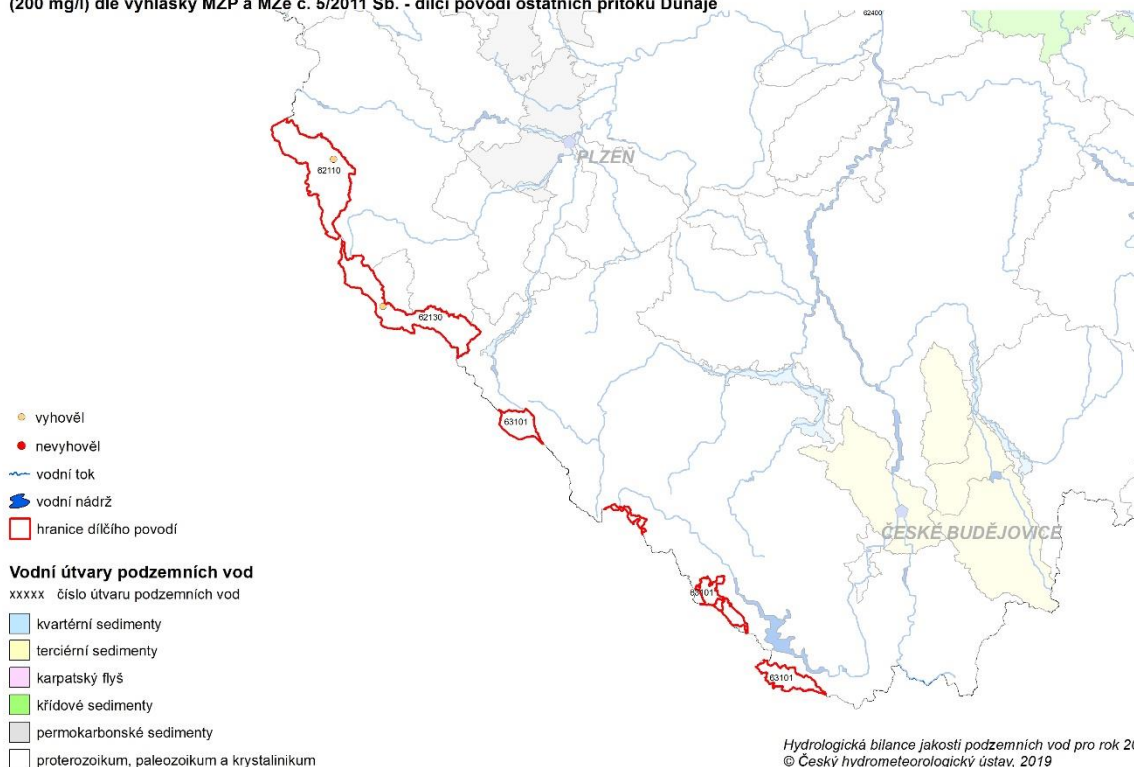 (200 mg/l) dle vyhlášky MŽP a MZe č. 5/2011 Sb. - dílčí povodí ostatních přítoků Dunaje
62400
PLZEŇ
62110
62130
63101
vyhověl
nevyhověl
vodní tok
vodní nádrž
hranice dílčího povodí
ČESKÉ BUDĚJOVICE
Vodní útvary podzemních vod
xxxxx číslo útvaru podzemních vod
63101
kvartérní sedimenty
terciérní sedimenty
karpatský flyš
63101
křídové sedimenty
permokarbonské sedimenty
proterozoikum, paleozoikum a krystalinikum
Hydrologická bilance jakosti podzemních vod pro rok
© Český hydrometeorologický ústav, 2019